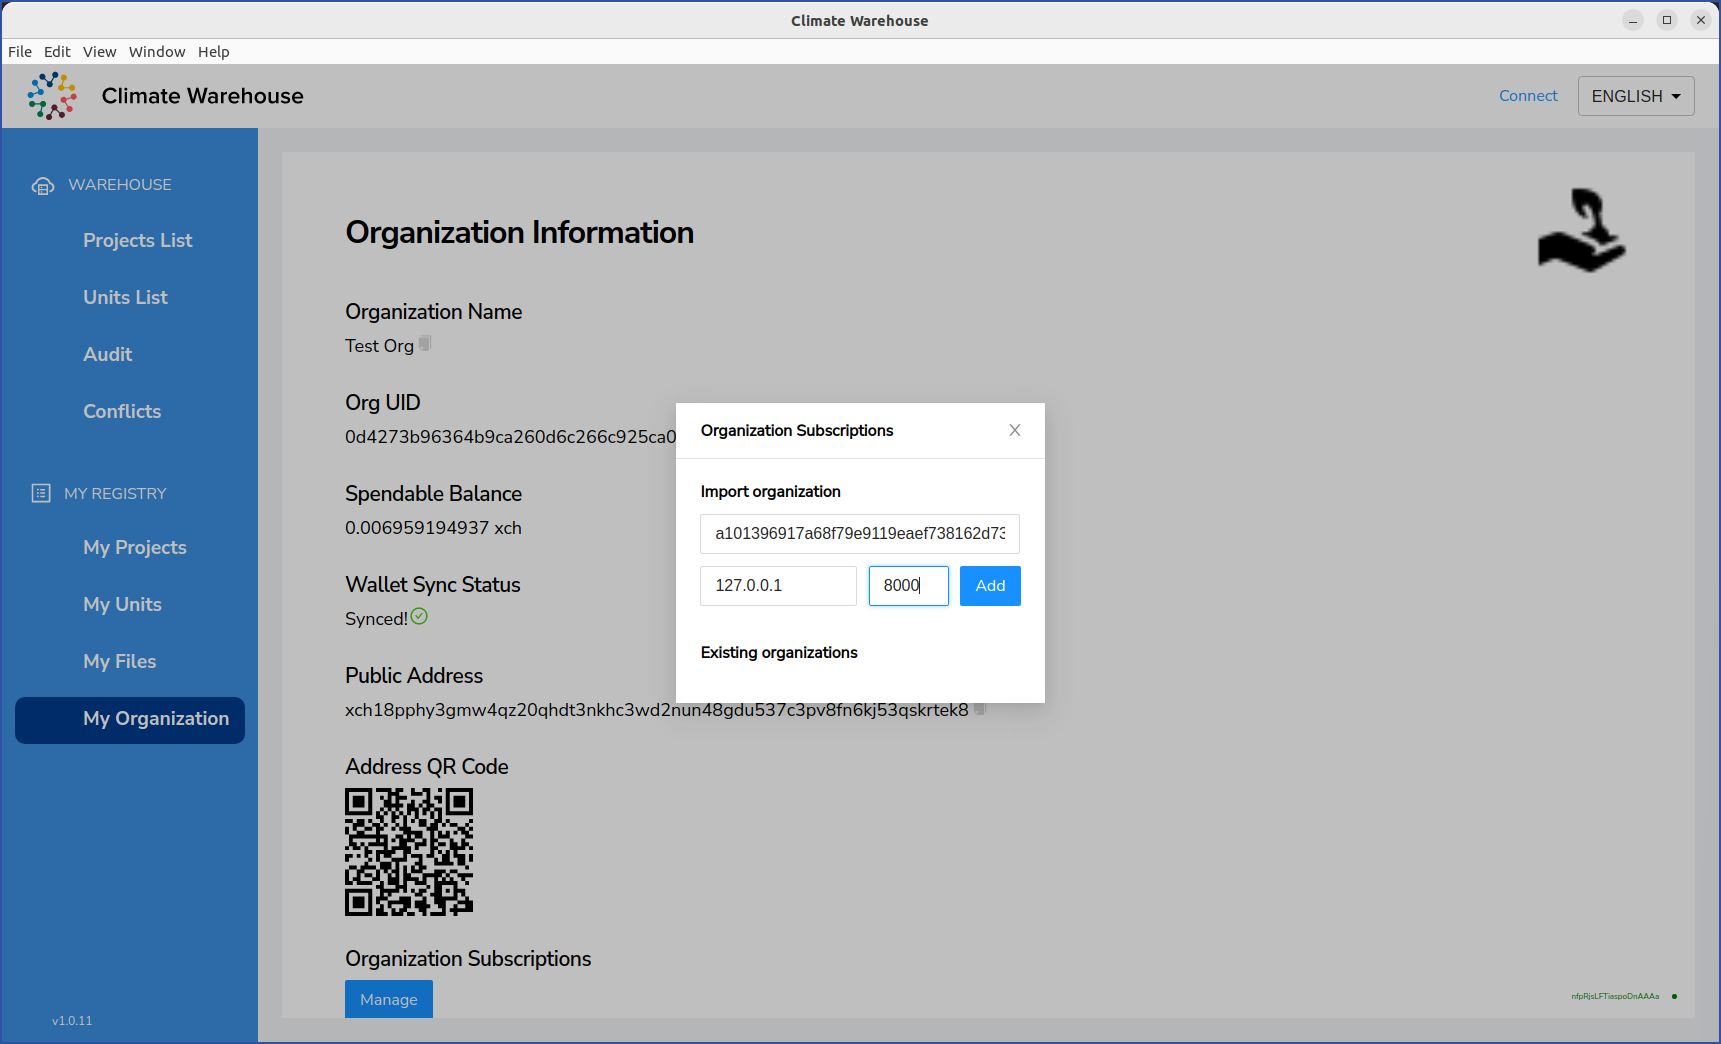 Climate Warehouse
File Edit View Window Help
Climate Warehouse
Connect
ENGLISH
WAREHOUSE
Projects List
Units List
Audit
Conflicts
MY REGISTRY
My Projects
My Units
My Files
My Organization
v1.0.11
Organization Information
Organization Name
Test Org
Org UID
0d4273b96364b9ca260d6c266c925ca0
Spendable Balance
0.006959194937 xch
Wallet Sync Status
Synced!
Public Address
xch18pphy3gmw4qz20qhdt3nkhc3wd2nun48gdu537c3pv8fn6kj53qskrtek8
Address QR Code
Organization Subscriptions
Manage
Organization Subscriptions
Import organization
a101396917a68f79e9119eaef738162d73
127.0.0.1
8000
Add
Existing organizations
nfpRjsLFTiaspoDnAAAa